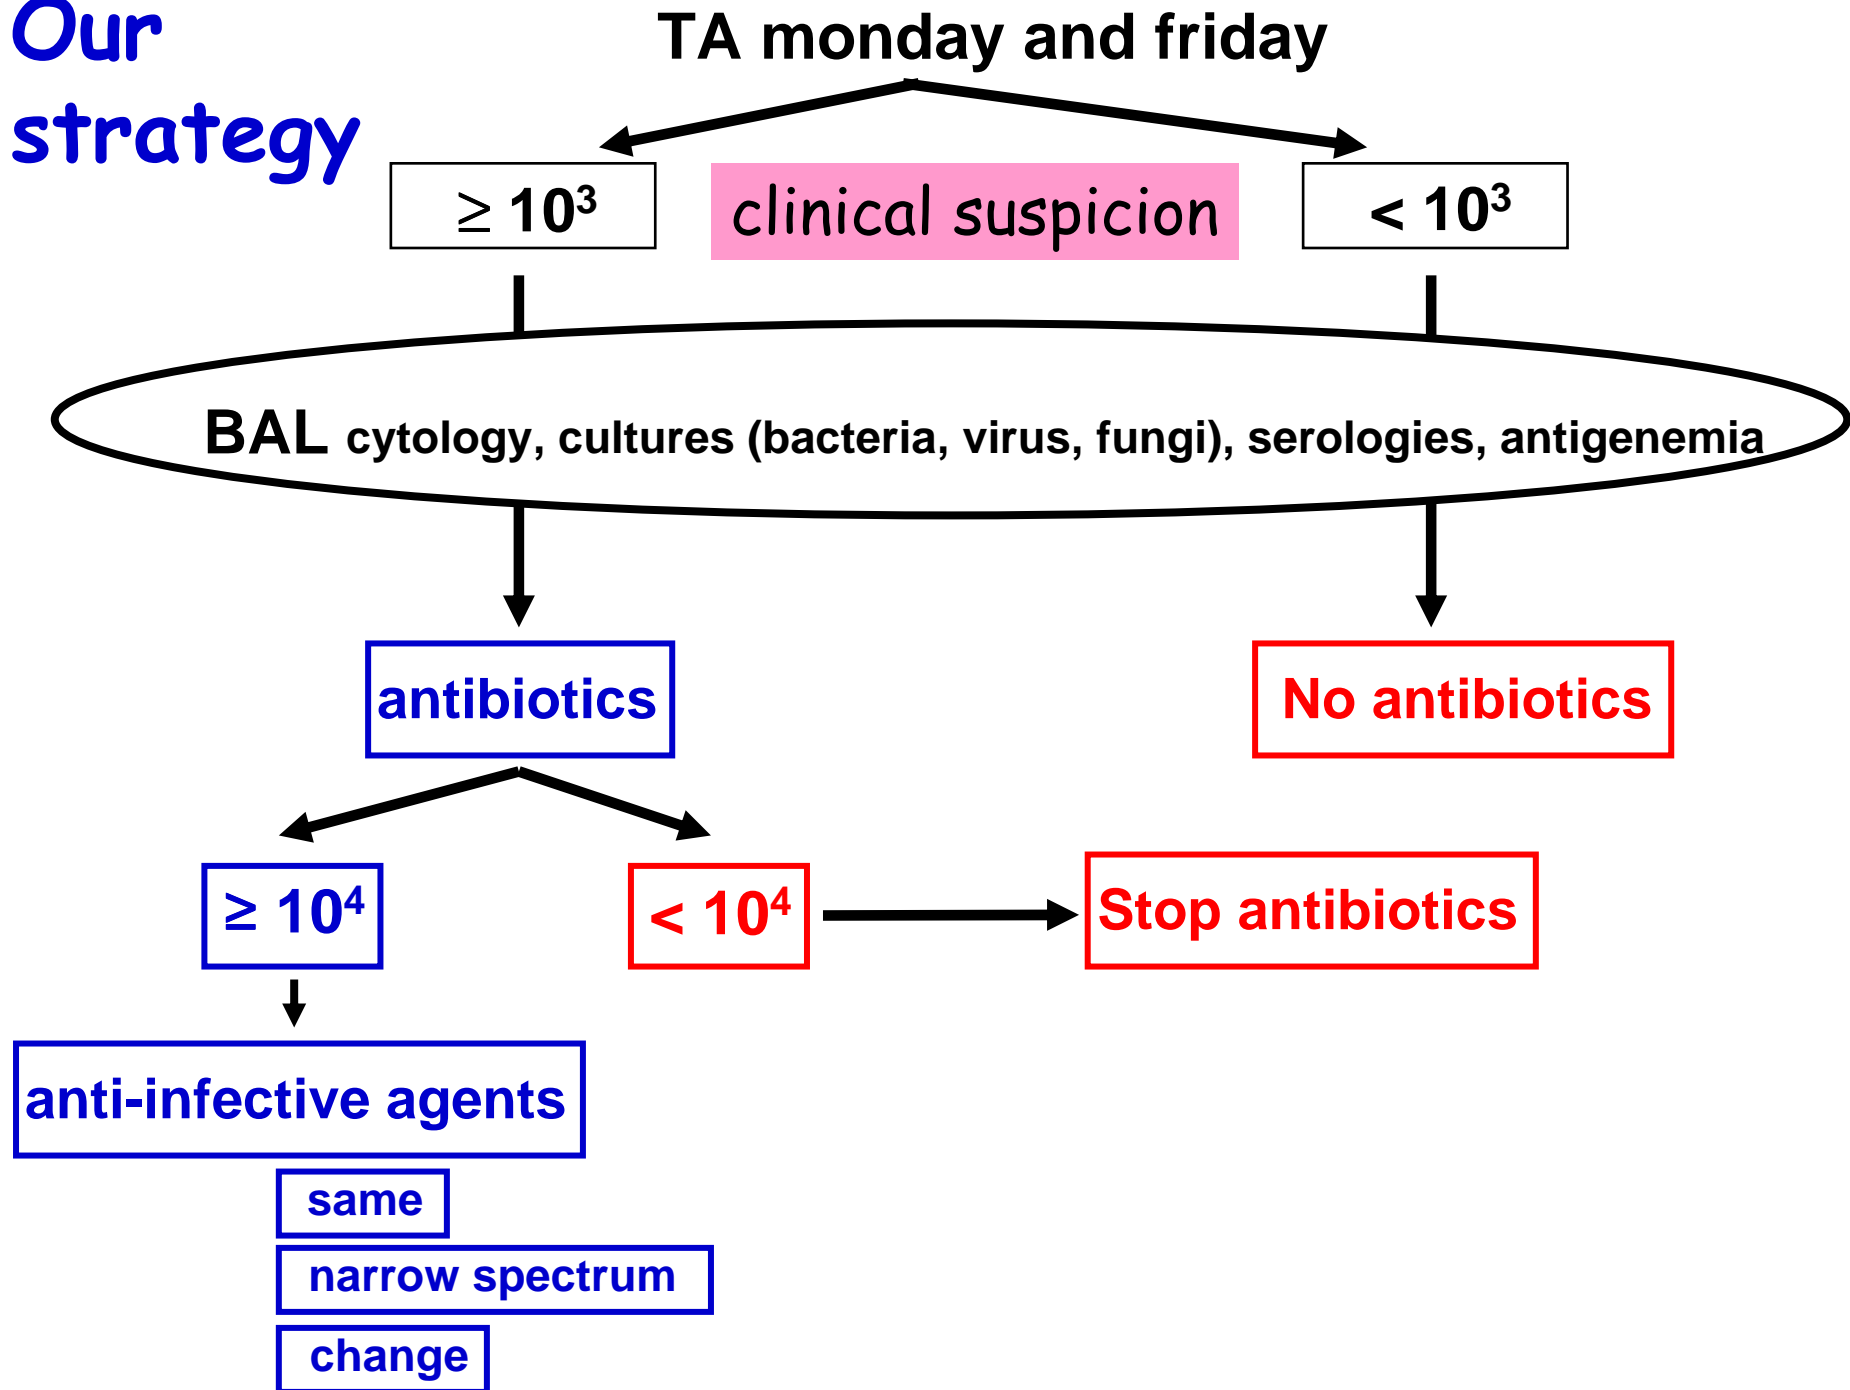 Our
strategy
TA monday and friday
≥ 10³
clinical suspicion
< 10³
BAL cytology, cultures (bacteria, virus, fungi), serologies, antigenemia
antibiotics
No antibiotics
≥ 10⁴
< 10⁴
Stop antibiotics
anti-infective agents
same
narrow spectrum
change